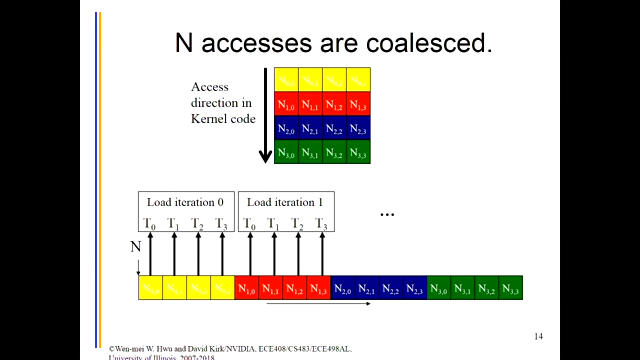 N accesses are coalesced.
Access
direction in
Kernel code
N1,0 N1,1 N1,2 N1,3
N2,0 N2,1 N2,2 N2,3
N3,0 N3,1 N3,2 N3,3
Load iteration 0 Load iteration 1
T0 T1 T2 T3 T0 T1 T2 T3
...
N
N1,0 N1,1 N1,2 N1,3 N2,0 N2,1 N2,2 N2,3 N3,0 N3,1 N3,2 N3,3
14
©Wen-mei W. Hwu and David Kirk/NVIDIA, ECE408/CS483/ECE498AL,
University of Illinois, 2007-2018